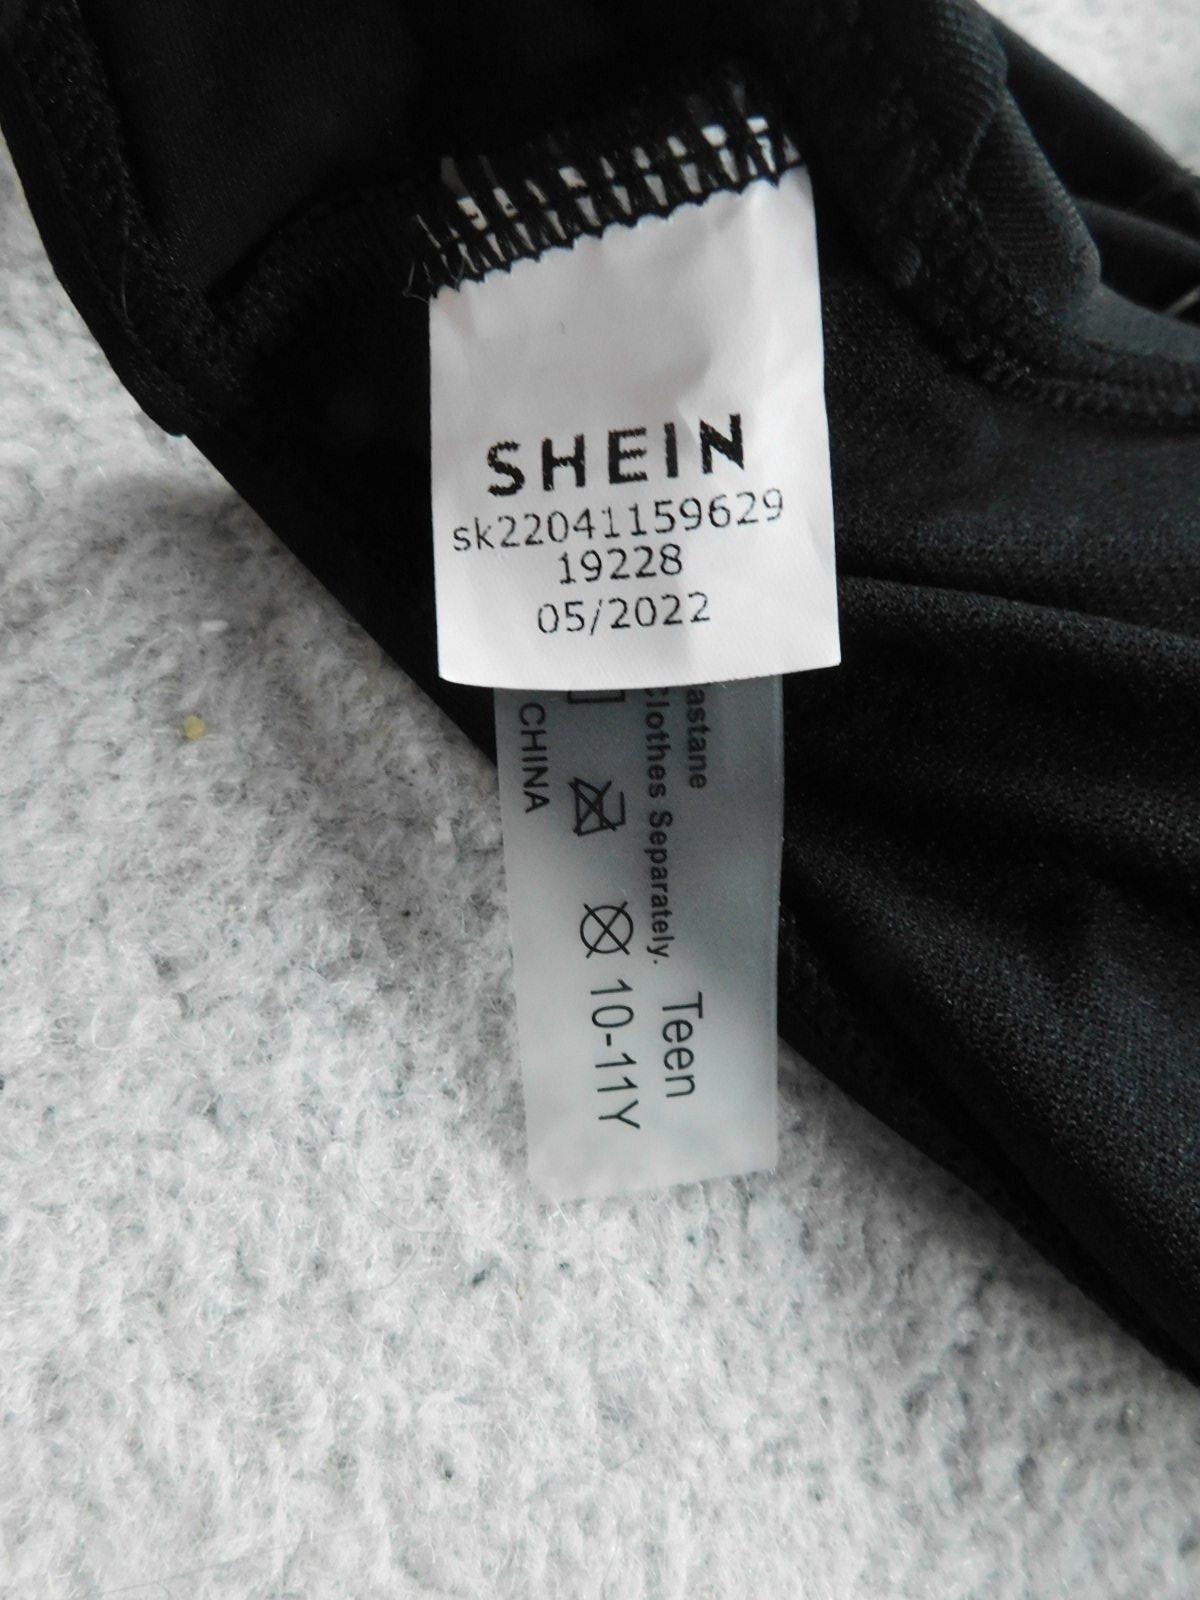 SHEIN
sk22041159629
19228
05/2022
astane
Clothes Separately.
CHINA
Teen
10-11Y